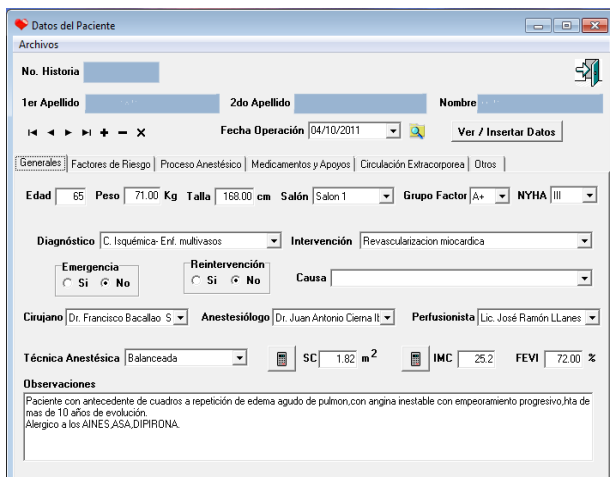 Datos del Paciente
Archivos
No. Historia
1er Apellido 2do Apellido Nombre
Fecha Operación 04/10/2011 Ver / Insertar Datos
Generales Factores de Riesgo Proceso Anestésico Medicamentos y Apoyos Circulación Extracorporea Otros
Edad 65 Peso 71.00 Kg Talla 168.00 cm Salón Salon 1 Grupo Factor A+ NYHA III
Diagnóstico C. Isquémica- Enf. multivasos Intervención Revascularizacion miocardica
Emergencia Reintervención
Si No Si No Causa
Cirujano Dr. Francisco Bacallao S Anestesiólogo Dr. Juan Antonio Cierna Perfusionista Lic. José Ramón LLanes
Técnica Anestésica Balanceada SC 1.82 m2 IMC 25.2 FEVI 72.00 %
Observaciones
Paciente con antecedente de cuadros a repetición de edema agudo de pulmon,con angina inestable con empeoramiento progresivo,hta de
mas de 10 años de evolución.
Alergico a los AINES,ASA,DIPIRONA.